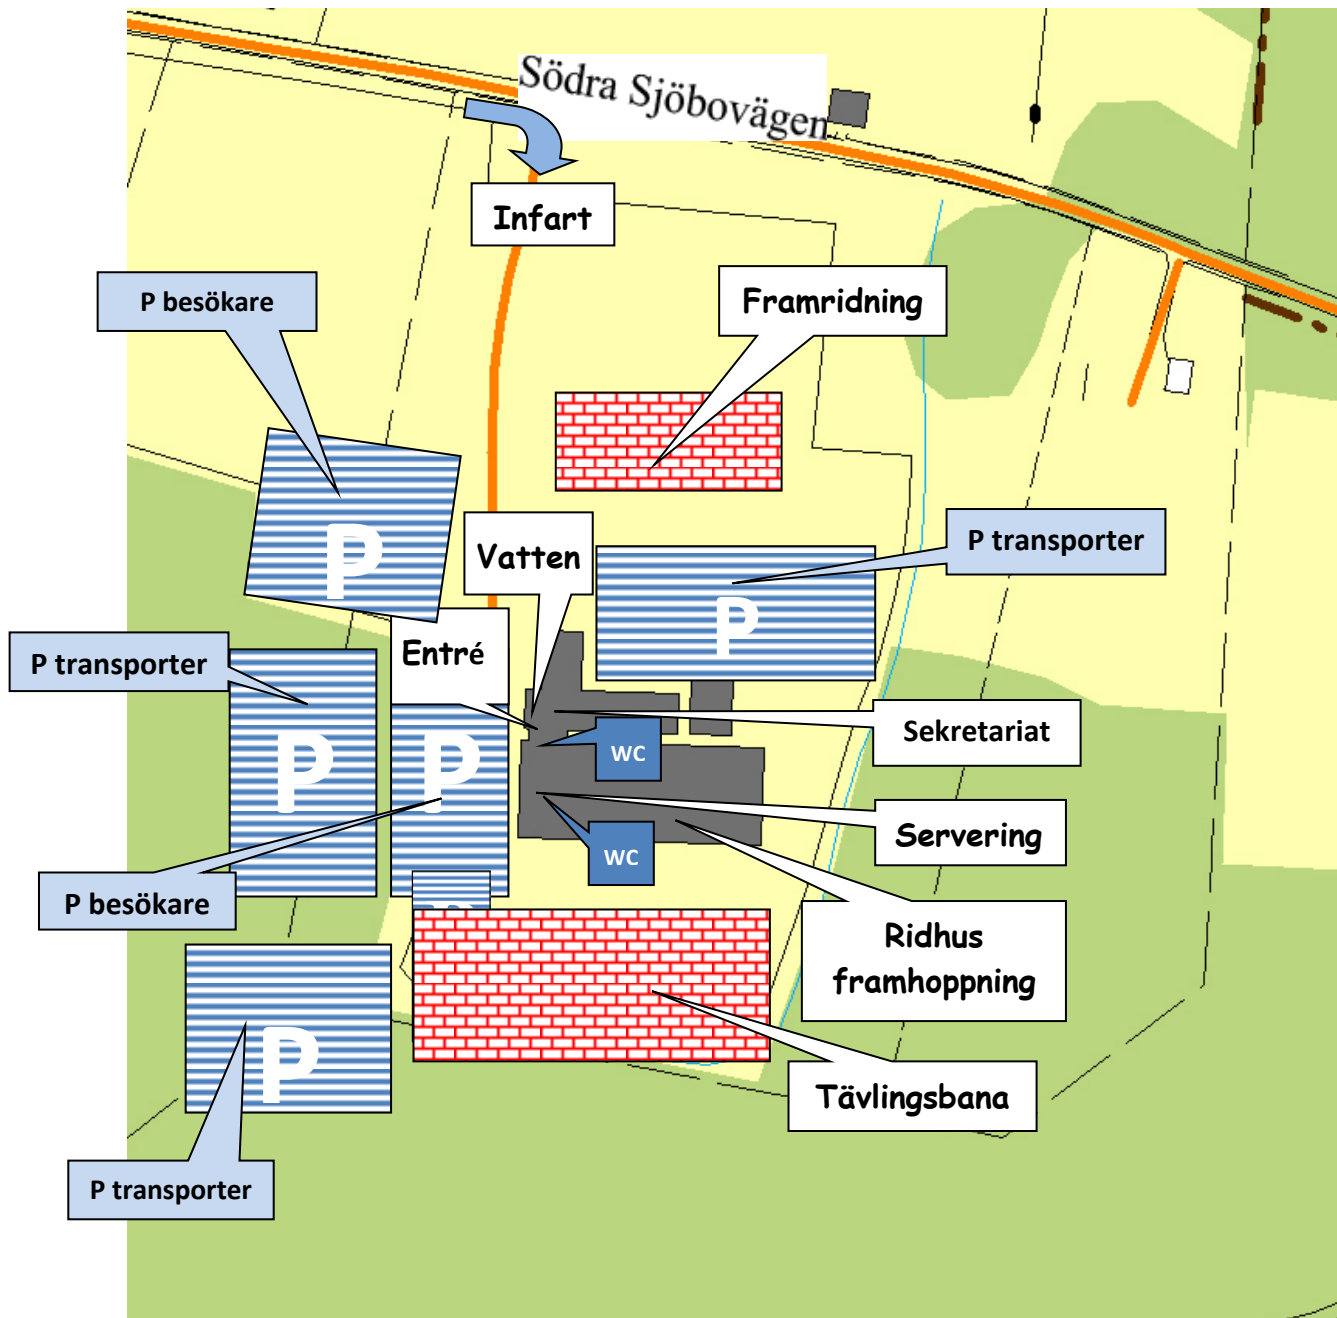 Södra Sjöbovägen
Infart
P besökare
Framridning
P
Vatten
P transporter
P
Entré
P transporter
P
P
Sekretariat
WC
Servering
WC
P besökare
Ridhus
framhoppning
P
Tävlingsbana
P transporter